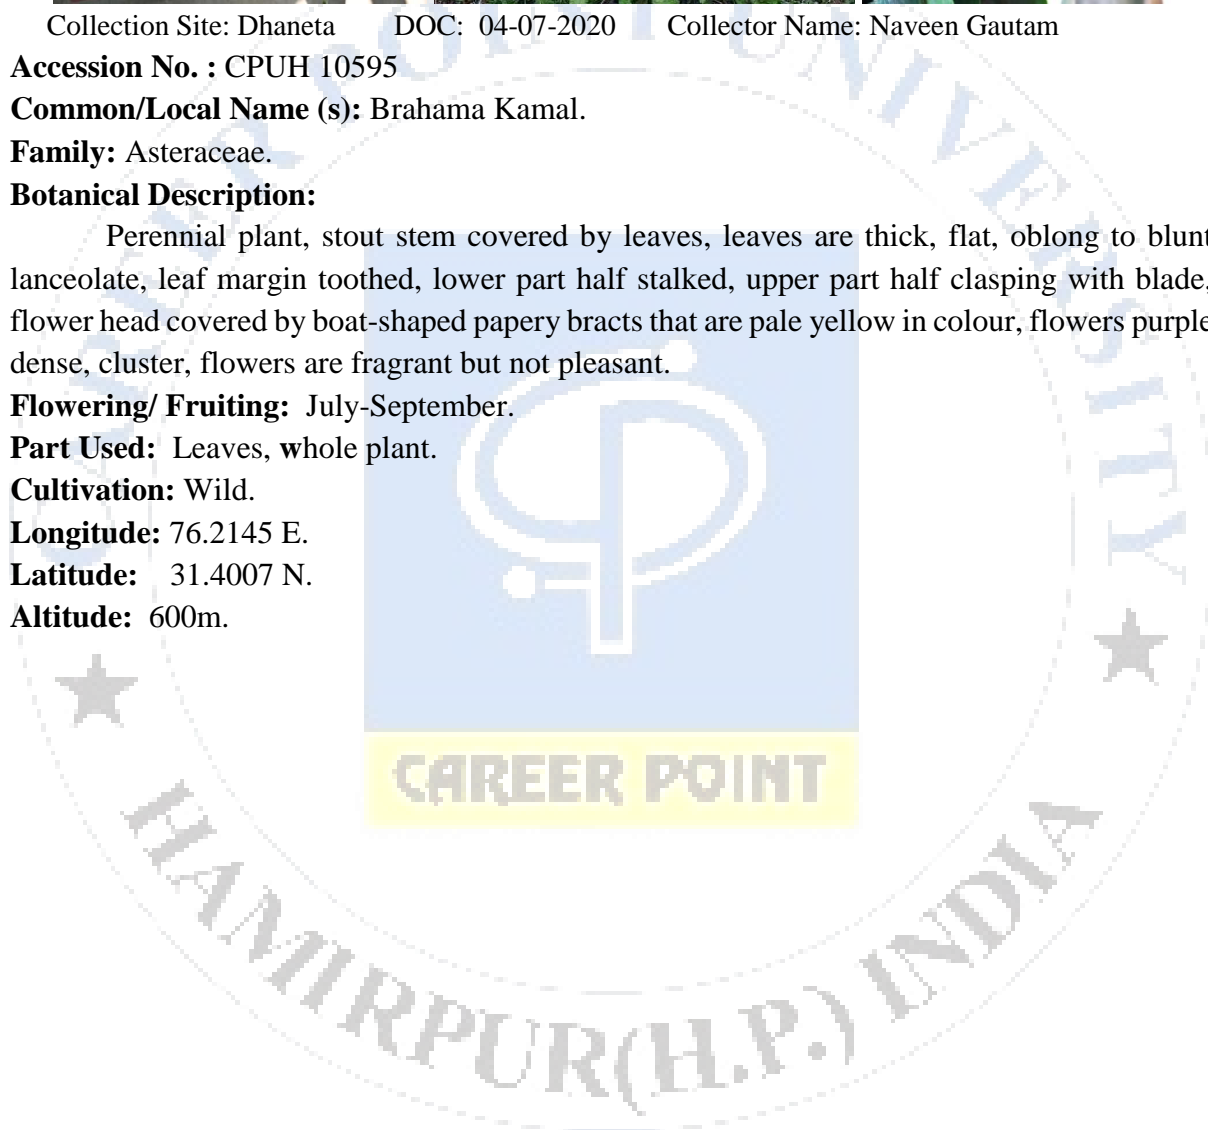 Collection Site: Dhaneta DOC: 04-07-2020 Collector Name: Naveen Gautam
Accession No. : CPUH 10595
Common/Local Name (s): Brahama Kamal.
Family: Asteraceae.
Botanical Description:
Perennial plant, stout stem covered by leaves, leaves are thick, flat, oblong to blunt
lanceolate, leaf margin toothed, lower part half stalked, upper part half clasping with blade,
flower head covered by boat-shaped papery bracts that are pale yellow in colour, flowers purple
dense, cluster, flowers are fragrant but not pleasant.
Flowering/ Fruiting: July-September.
Part Used: Leaves, whole plant.
Cultivation: Wild.
Longitude: 76.2145 E.
Latitude: 31.4007 N.
Altitude: 600m.
CAREER POINT UNIVERSITY
CAREER POINT
HAMIRPUR(H.P.) INDIA